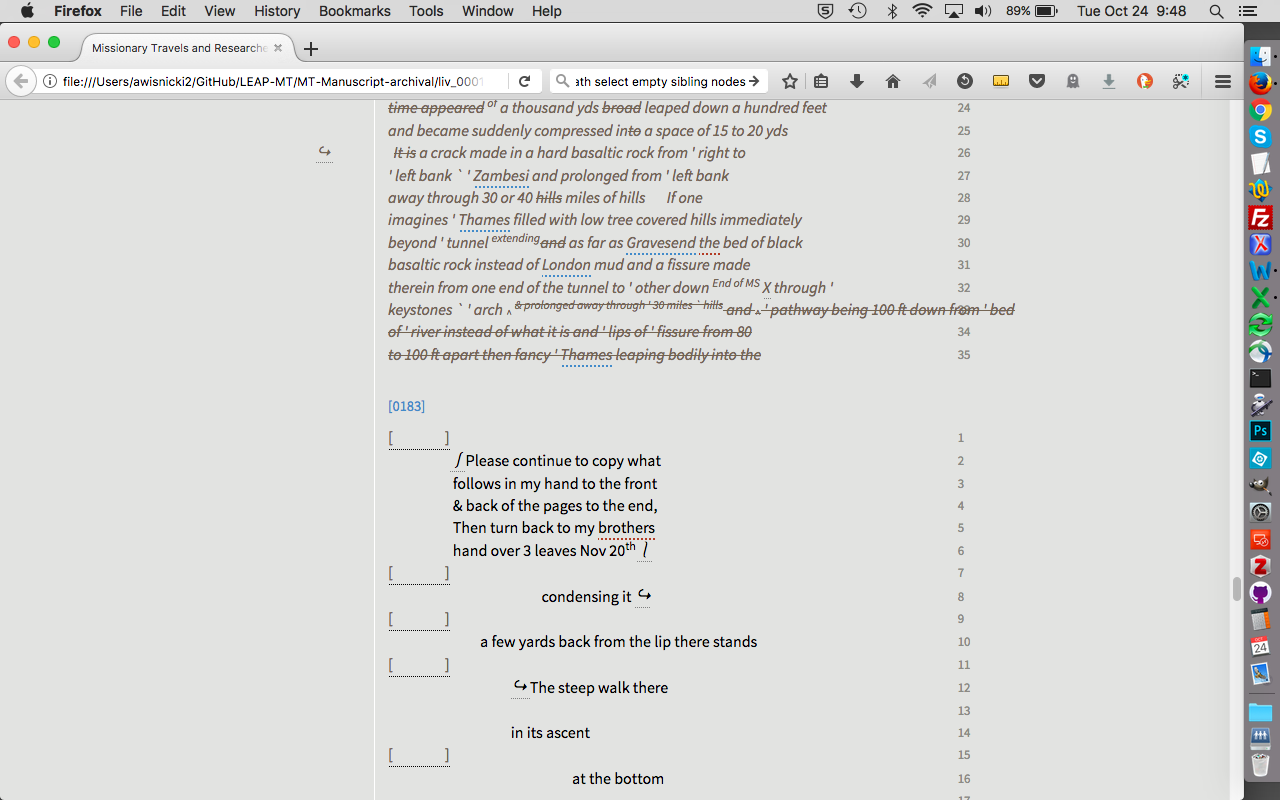 Firefox File Edit View History Bookmarks Tools Window Help 89% Tue Oct 24 9:48
Missionary Travels and Researche
file:///Users/awisnicki2/GitHub/LEAP-MT/MT-Manuscript-archival/liv_0001 ath select empty sibling nodes
time appeared of a thousand yds broad leaped down a hundred feet 24
and became suddenly compressed into a space of 15 to 20 yds 25
↪ It is a crack made in a hard basaltic rock from ' right to 26
' left bank ` ' Zambesi and prolonged from ' left bank 27
away through 30 or 40 hills miles of hills If one 28
imagines ' Thames filled with low tree covered hills immediately 29
beyond ' tunnel extending and as far as Gravesend the bed of black 30
basaltic rock instead of London mud and a fissure made 31
therein from one end of the tunnel to ' other down End of MS X through ' 32
keystones ` ' arch ‸ & prolonged away through ' 30 miles ` hills and ‸ ' pathway being 100 ft down from ' bed 33
of ' river instead of what it is and ' lips of ' fissure from 80 34
to 100 ft apart then fancy ' Thames leaping bodily into the 35
[0183]
[ ] 1
∫ Please continue to copy what 2
follows in my hand to the front 3
& back of the pages to the end, 4
Then turn back to my brothers 5
hand over 3 leaves Nov 20th ⎱ 6
[ ] 7
condensing it ↪ 8
[ ] 9
a few yards back from the lip there stands 10
[ ] 11
↪ The steep walk there 12
13
in its ascent 14
[ ] 15
at the bottom 16
17
W
Fz
Ps
Z
OCT
24